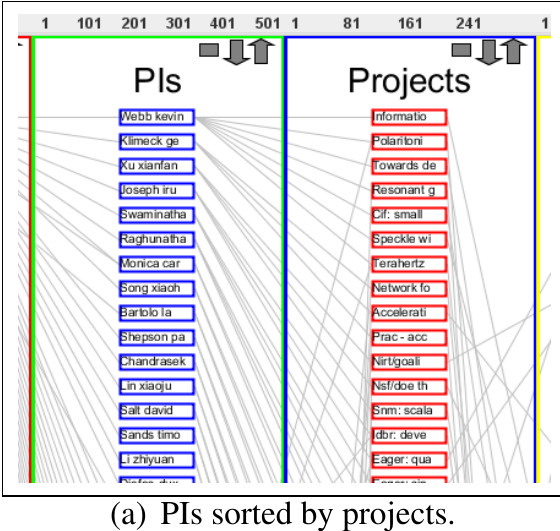 1 101 201 301 401 501 1 81 161 241 1
PIs
Webb kevin
Klimeck ge
Xu xianfan
Joseph iru
Swaminatha
Raghunatha
Monica car
Song xiaoh
Bartolo la
Shepson pa
Chandrasek
Lin xiaoju
Salt david
Sands timo
Li zhiyuan
Projects
Informatio
Polaritoni
Towards de
Resonant g
Cif: small
Speckle wi
Terahertz
Network fo
Accelerati
Prac - acc
Nirt/goali
Nsf/doe th
Snm: scala
Idbr: deve
Eager: qua
(a) PIs sorted by projects.